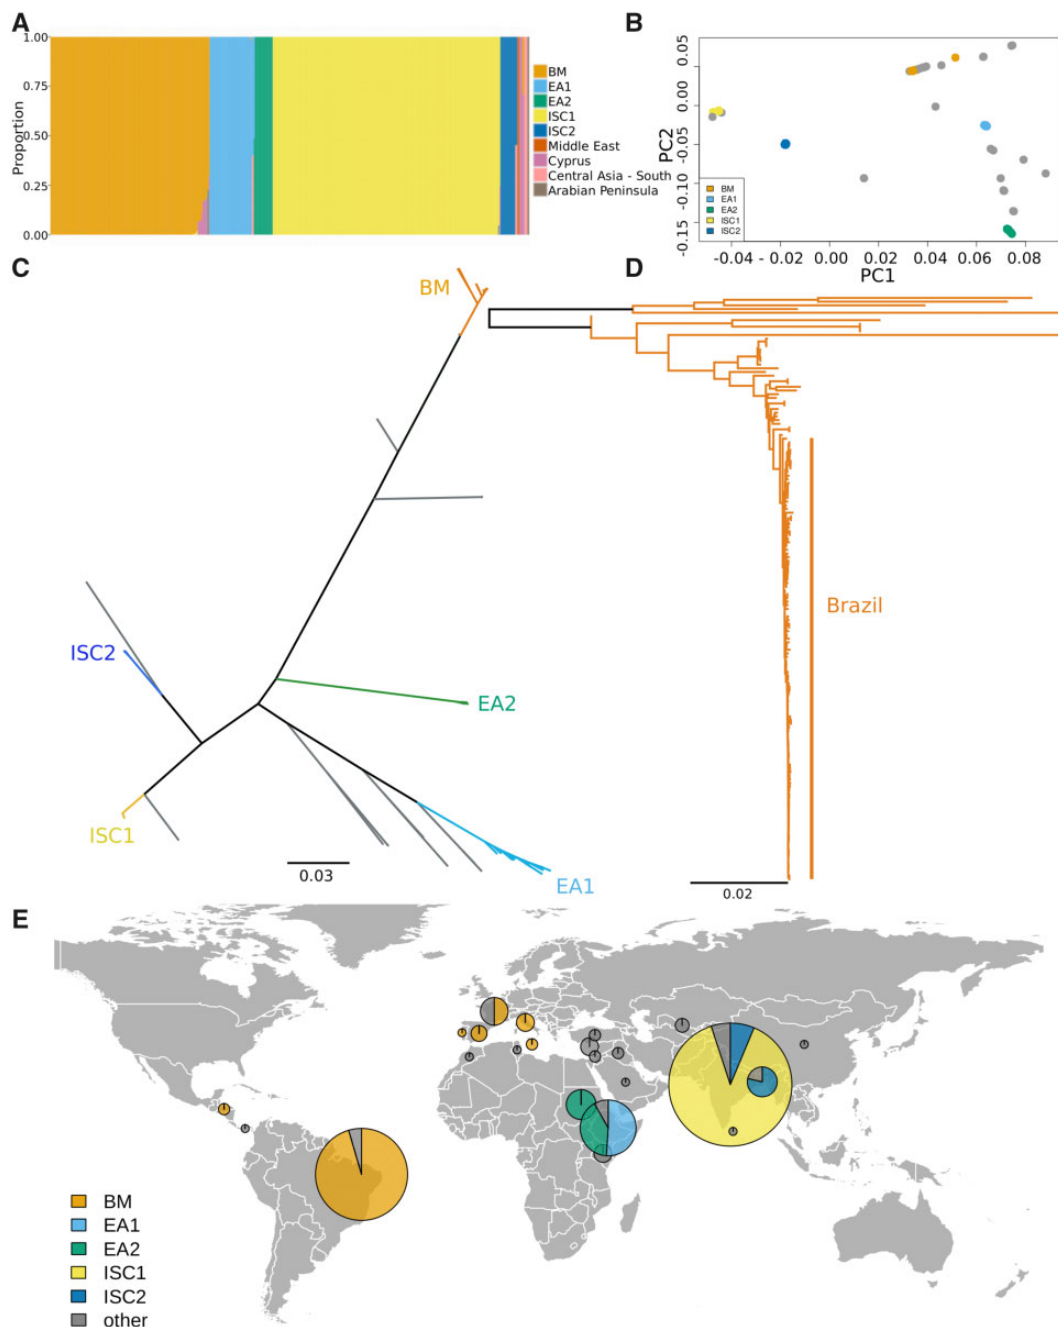 A
1.00
0.75
0.50
0.25
0.00
Proportion
BM
EA1
EA2
ISC1
ISC2
Middle East
Cyprus
Central Asia - South
Arabian Peninsula
B
0.05
0.00
-0.05
-0.10
-0.15
PC2
BM
EA1
EA2
ISC1
ISC2
-0.04
- 0.02
0.00
0.02
0.04
0.06
0.08
PC1
C
BM
ISC2
EA2
ISC1
EA1
0.03
D
Brazil
0.02
E
BM
EA1
EA2
ISC1
ISC2
other